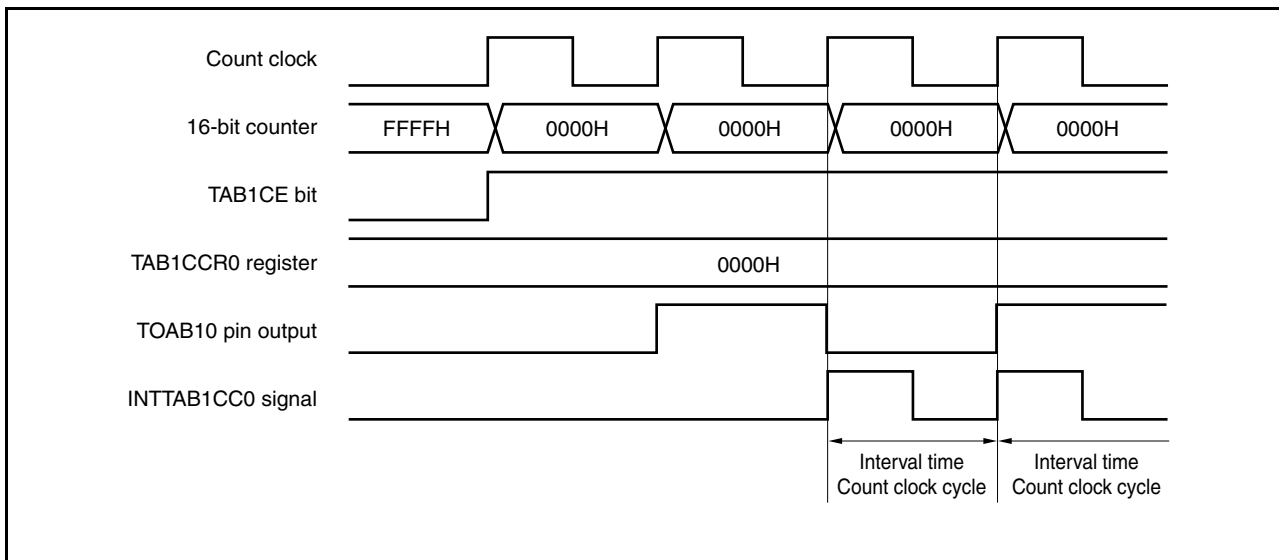 Count clock
16-bit counter
FFFFH 0000H 0000H 0000H 0000H
TAB1CE bit
TAB1CCR0 register
0000H
TOAB10 pin output
INTTAB1CC0 signal
Interval time
Count clock cycle
Interval time
Count clock cycle